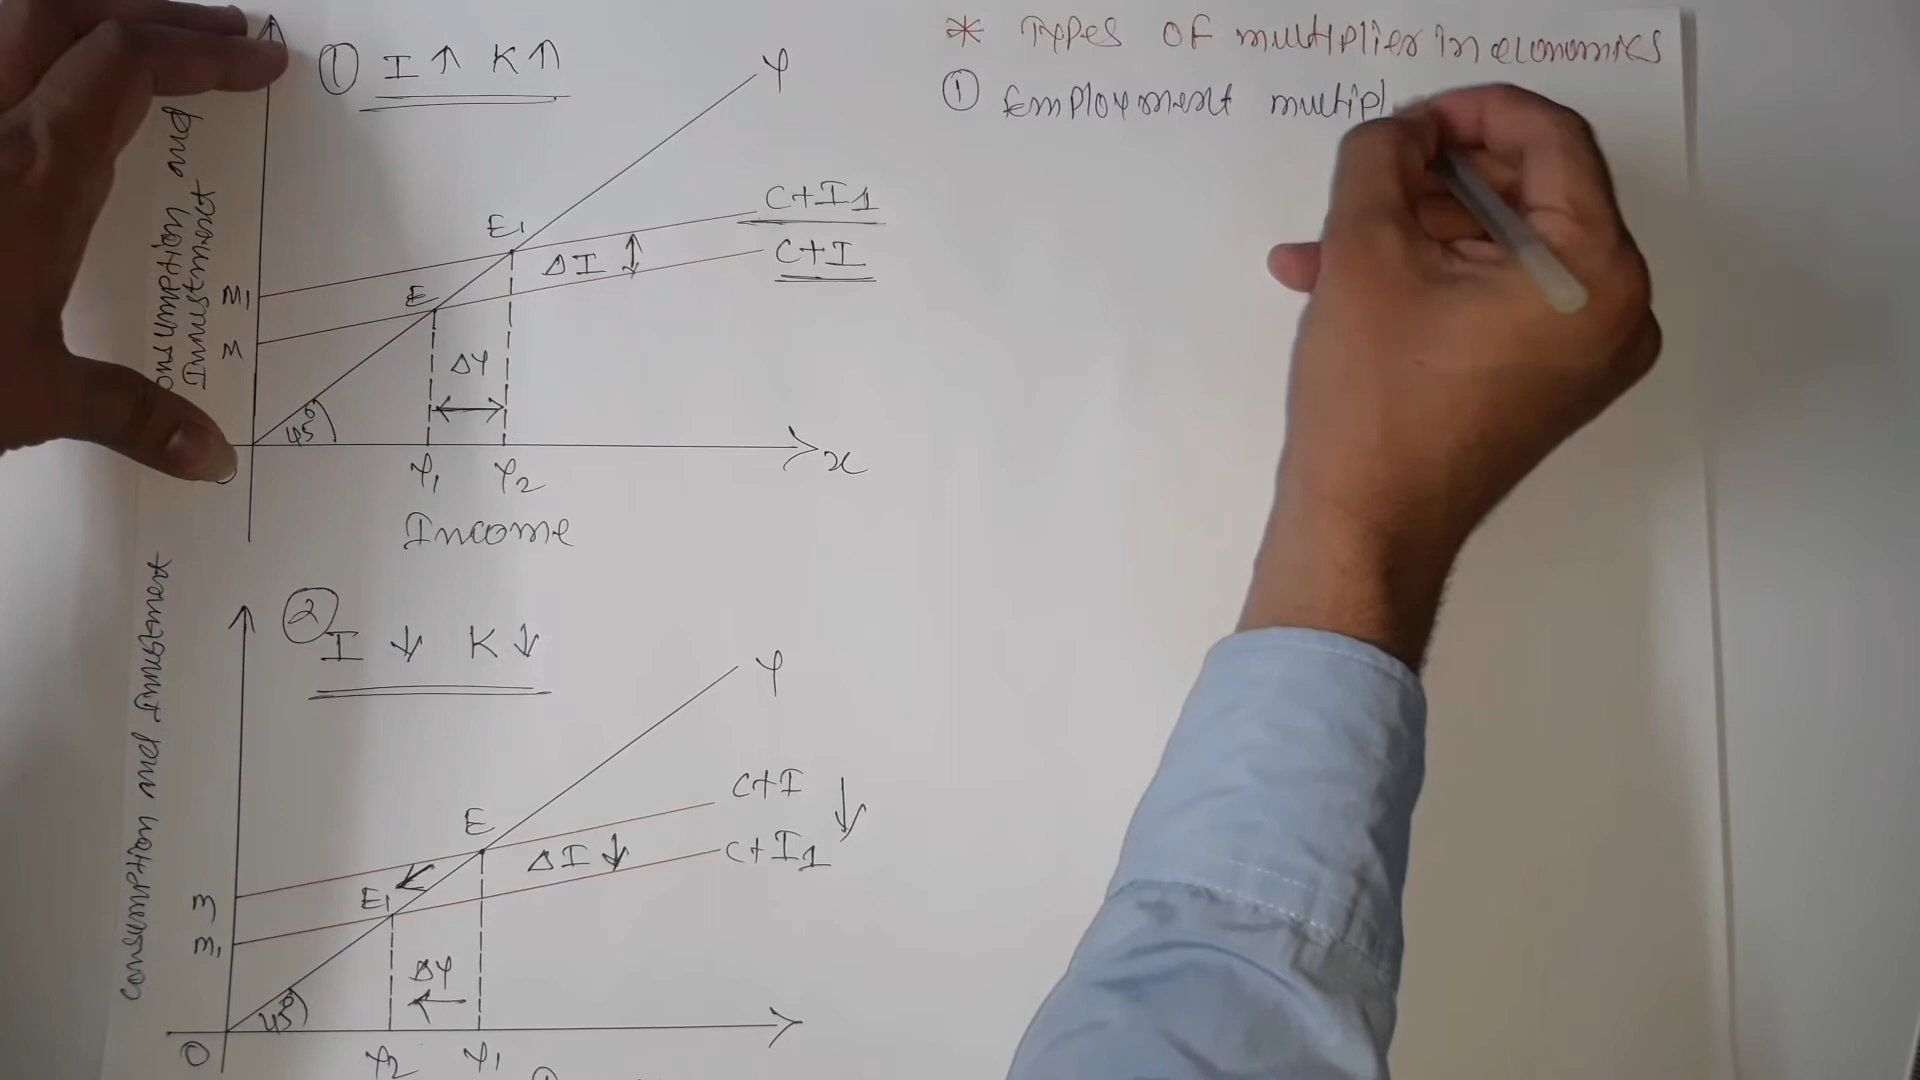 ① I ↑ K ↑
Y
Consumption and
Investment
C+I1
C+I
E1
E
ΔI ↕
M1
M
ΔY
45°
x
Y1 Y2
Income
Consumption and Investment
② I ↓ K ↓
Y
C+I ↓
C+I1
E
E1
ΔI ↓
M
M1
ΔY
45°
O
Y2 Y1
* Types of multiplier in economics
① Employment multipl